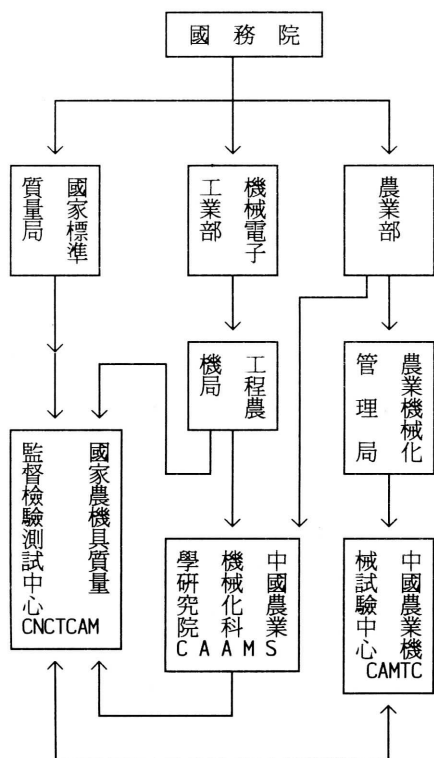 國務院
國家標準
質量局
機械電子
工業部
農業部
工程農
機局
農業機械化
管理局
國家農機具質量
監督檢驗測試中心
CNCTCAM
中國農業
機械化科
學研究院
CAAMS
中國農業機
械試驗中心
CAMTC